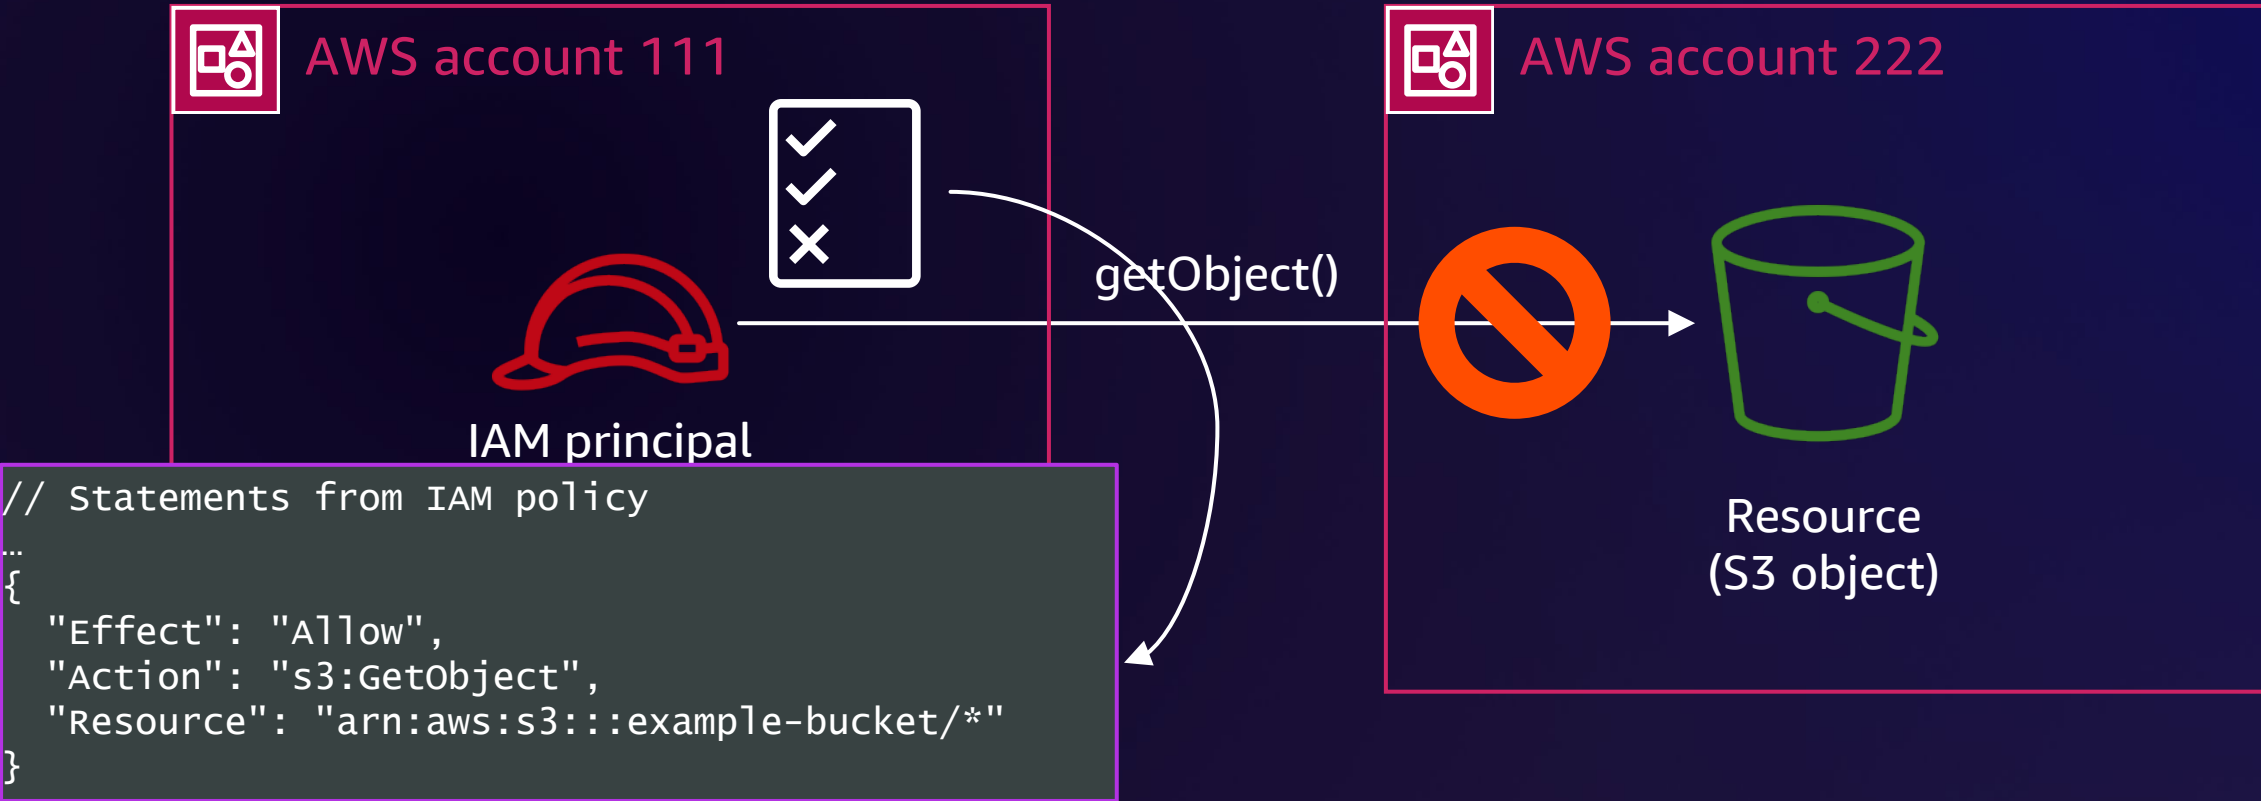 AWS account 111
AWS account 222
getObject()
IAM principal
Resource
(S3 object)
// Statements from IAM policy
…
{
  "Effect": "Allow",
  "Action": "s3:GetObject",
  "Resource": "arn:aws:s3:::example-bucket/*"
}